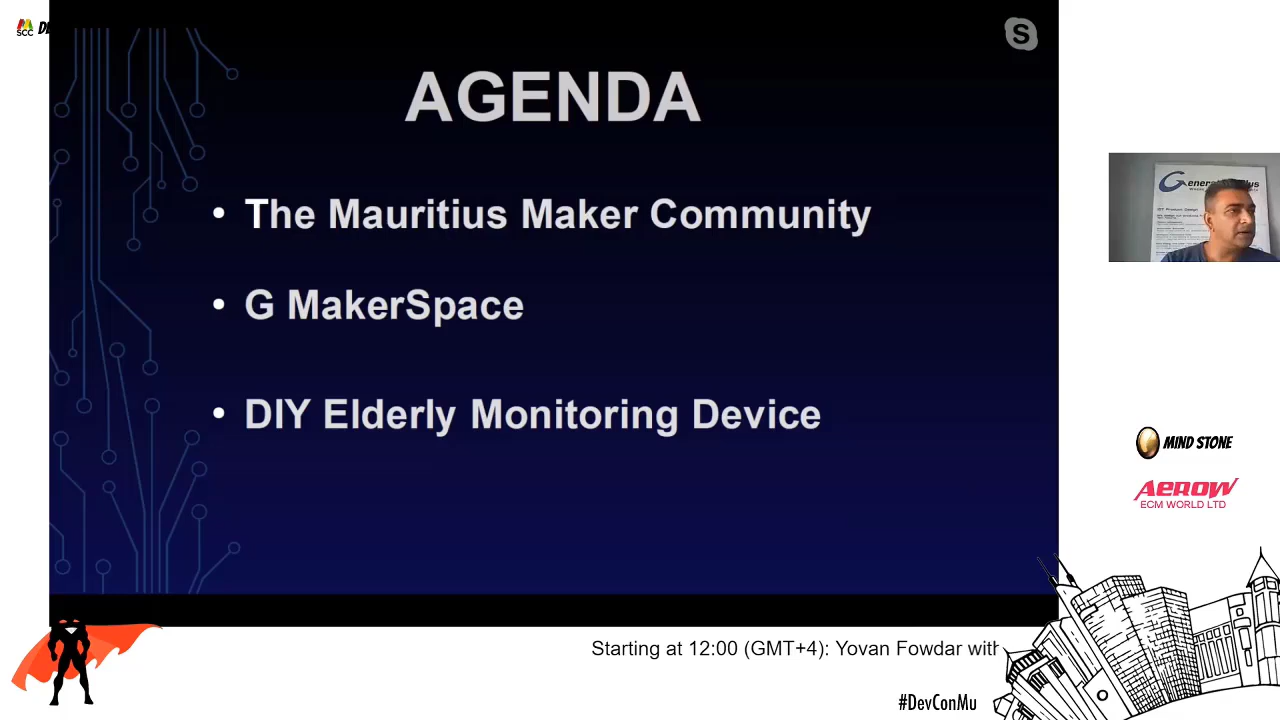 SCC
AGENDA
S
• The Mauritius Maker Community
• G MakerSpace
• DIY Elderly Monitoring Device
MIND STONE
AEROW
ECM WORLD LTD
Starting at 12:00 (GMT+4): Yovan Fowdar with
#DevConMu